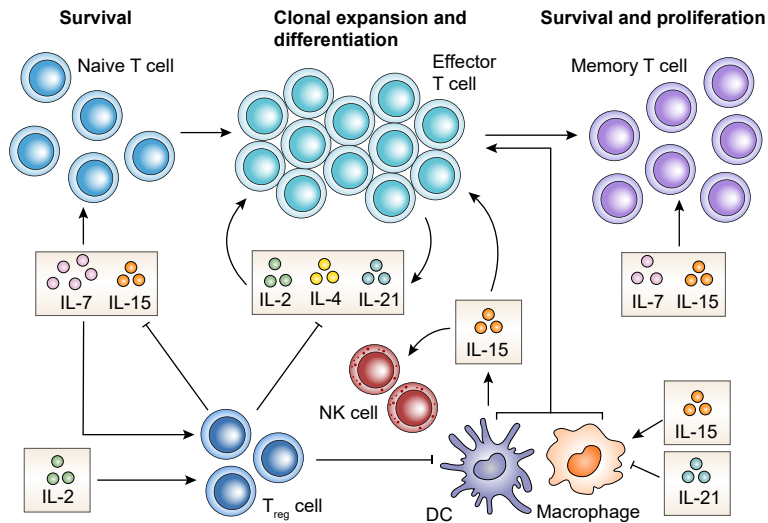 Survival
Clonal expansion and
differentiation
Survival and proliferation
Naive T cell
Effector
T cell
Memory T cell
IL-7 IL-15
IL-2 IL-4 IL-21
IL-15
IL-7 IL-15
NK cell
IL-15
IL-2
Treg cell
DC
Macrophage
IL-21